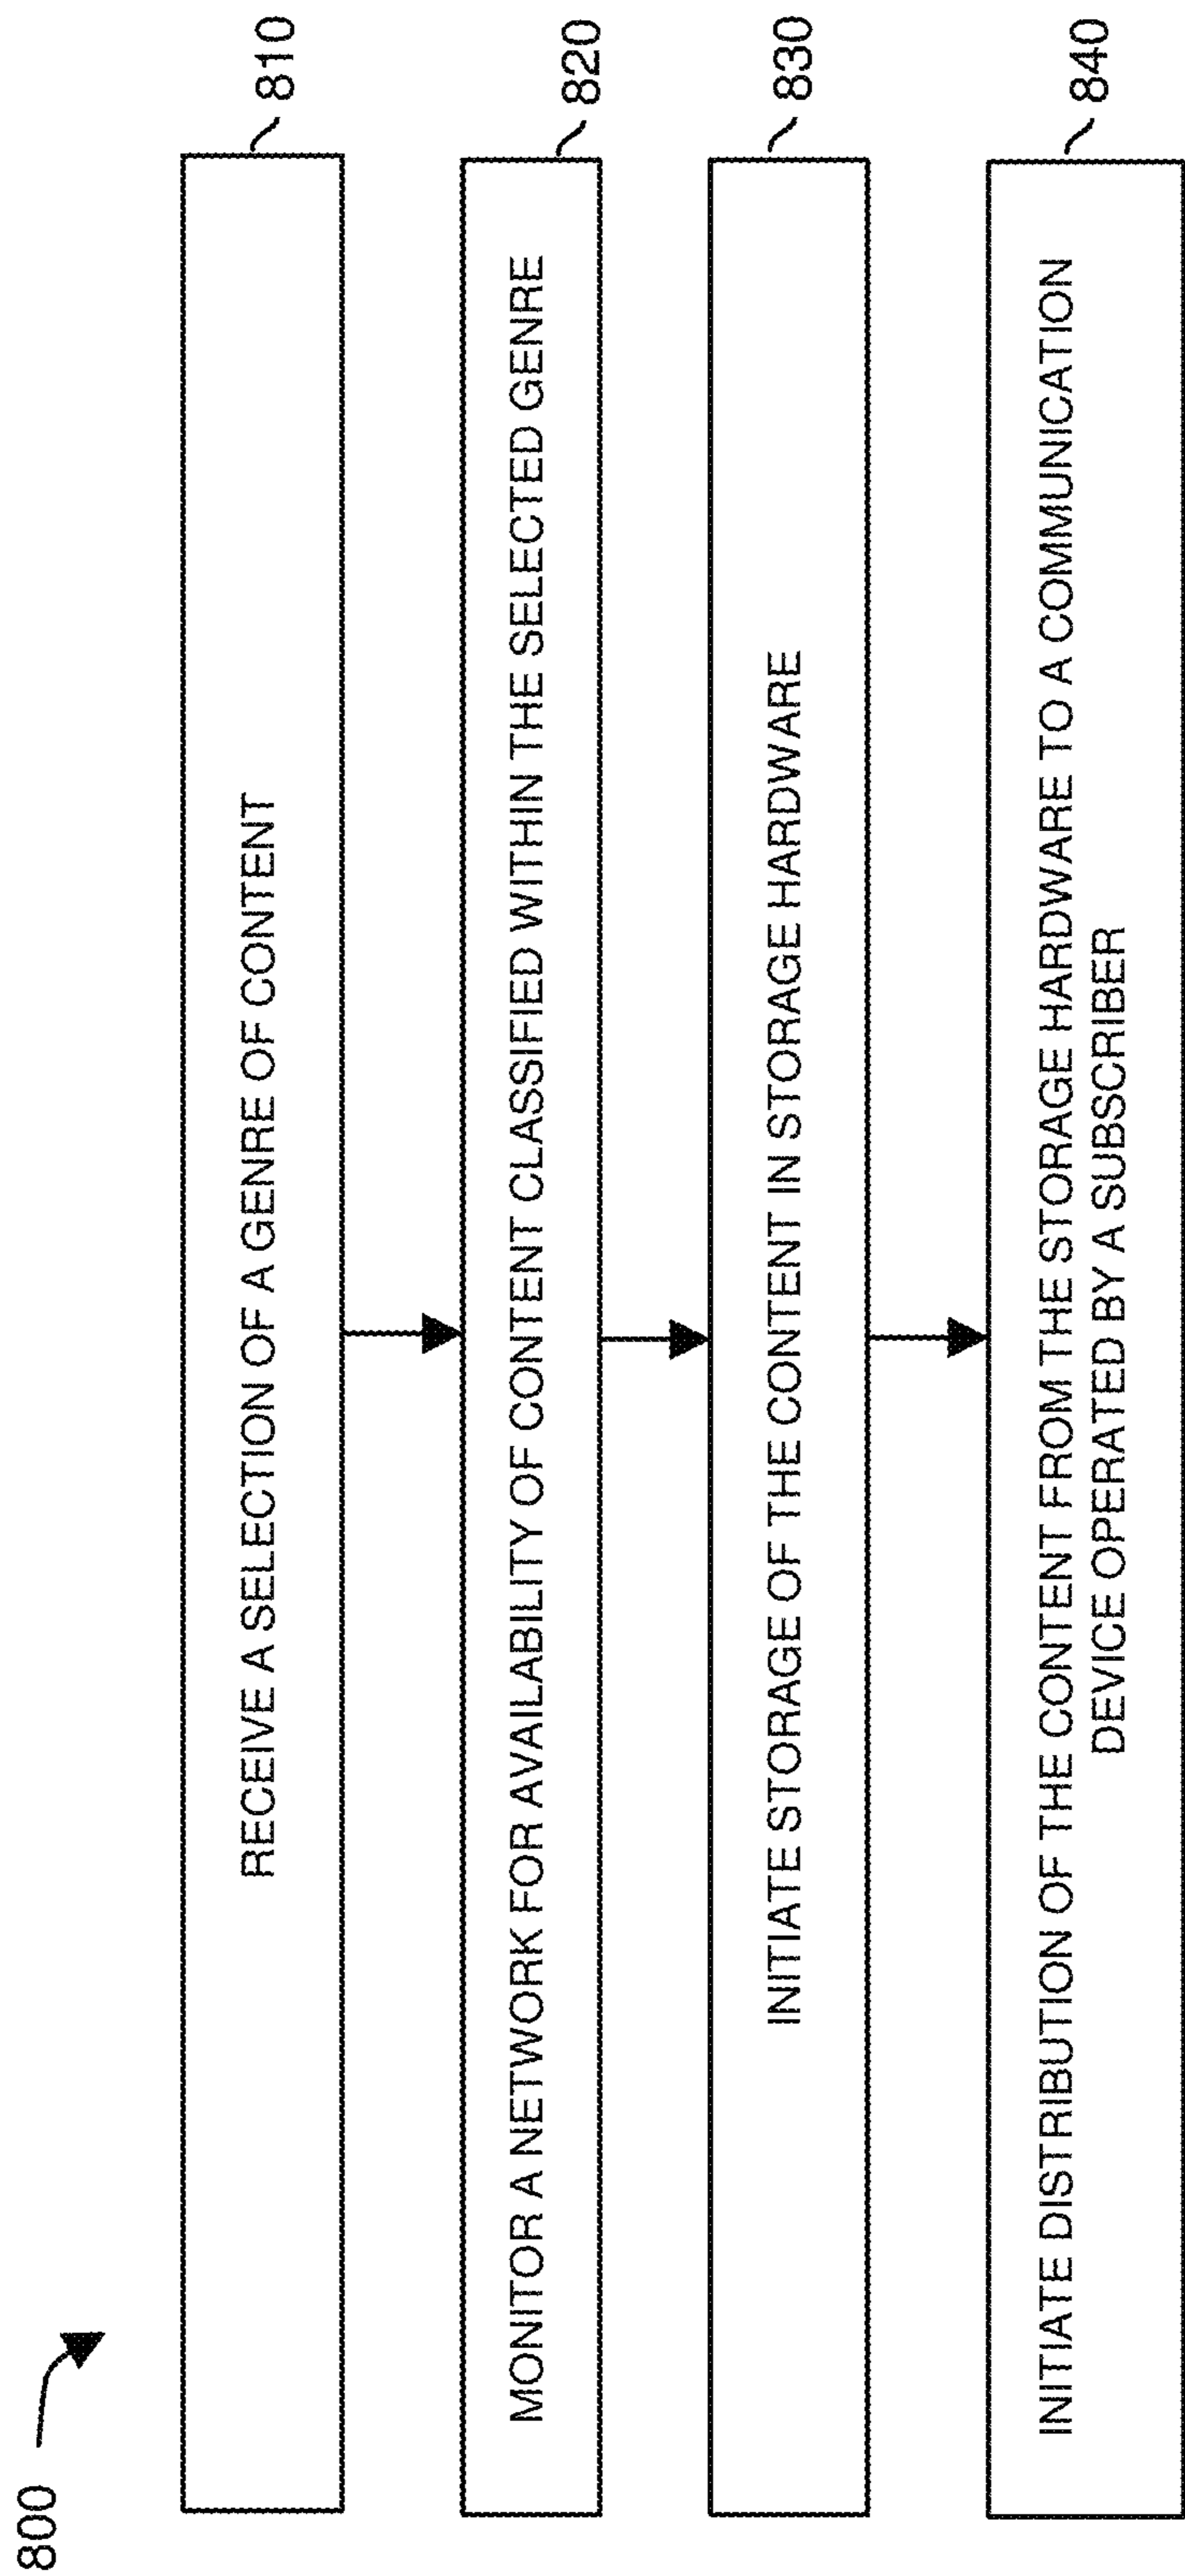 800
RECEIVE A SELECTION OF A GENRE OF CONTENT
810
MONITOR A NETWORK FOR AVAILABILITY OF CONTENT CLASSIFIED WITHIN THE SELECTED GENRE
820
INITIATE STORAGE OF THE CONTENT IN STORAGE HARDWARE
830
INITIATE DISTRIBUTION OF THE CONTENT FROM THE STORAGE HARDWARE TO A COMMUNICATION
DEVICE OPERATED BY A SUBSCRIBER
840